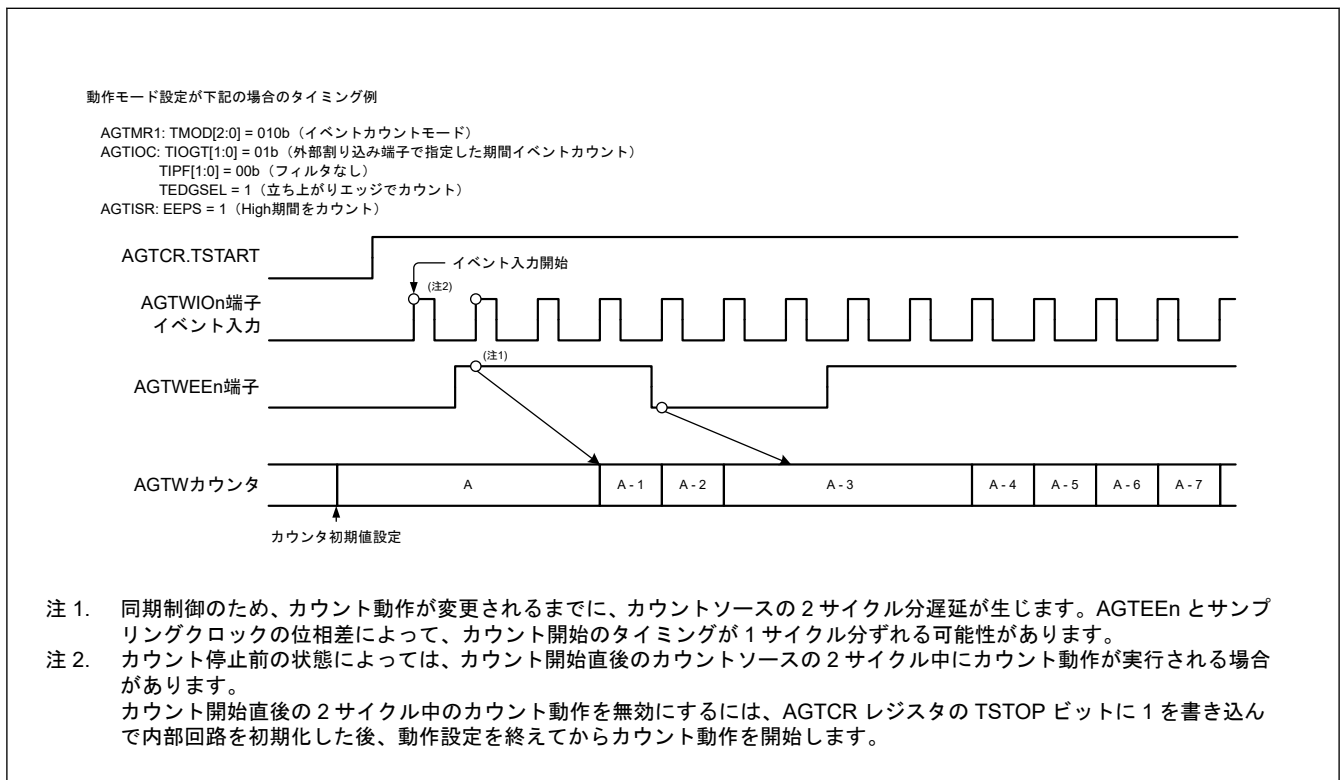 動作モード設定が下記の場合のタイミング例
AGTMR1: TMOD[2:0] = 010b（イベントカウントモード）
AGTIOC: TIOGT[1:0] = 01b（外部割り込み端子で指定した期間イベントカウント）
TIPF[1:0] = 00b（フィルタなし）
TEDGSEL = 1（立ち上がりエッジでカウント）
AGTISR: EEPS = 1（High期間をカウント）
AGTCR.TSTART
イベント入力開始
(注2)
AGTWIOn端子
イベント入力
(注1)
AGTWEEn端子
AGTWカウンタ
A
A - 1
A - 2
A - 3
A - 4
A - 5
A - 6
A - 7
カウンタ初期値設定
注 1. 同期制御のため、カウント動作が変更されるまでに、カウントソースの 2 サイクル分遅延が生じます。AGTEEn とサンプ
リングクロックの位相差によって、カウント開始のタイミングが 1 サイクル分ずれる可能性があります。
注 2. カウント停止前の状態によっては、カウント開始直後のカウントソースの 2 サイクル中にカウント動作が実行される場合
があります。
カウント開始直後の 2 サイクル中のカウント動作を無効にするには、AGTCR レジスタの TSTOP ビットに 1 を書き込ん
で内部回路を初期化した後、動作設定を終えてからカウント動作を開始します。